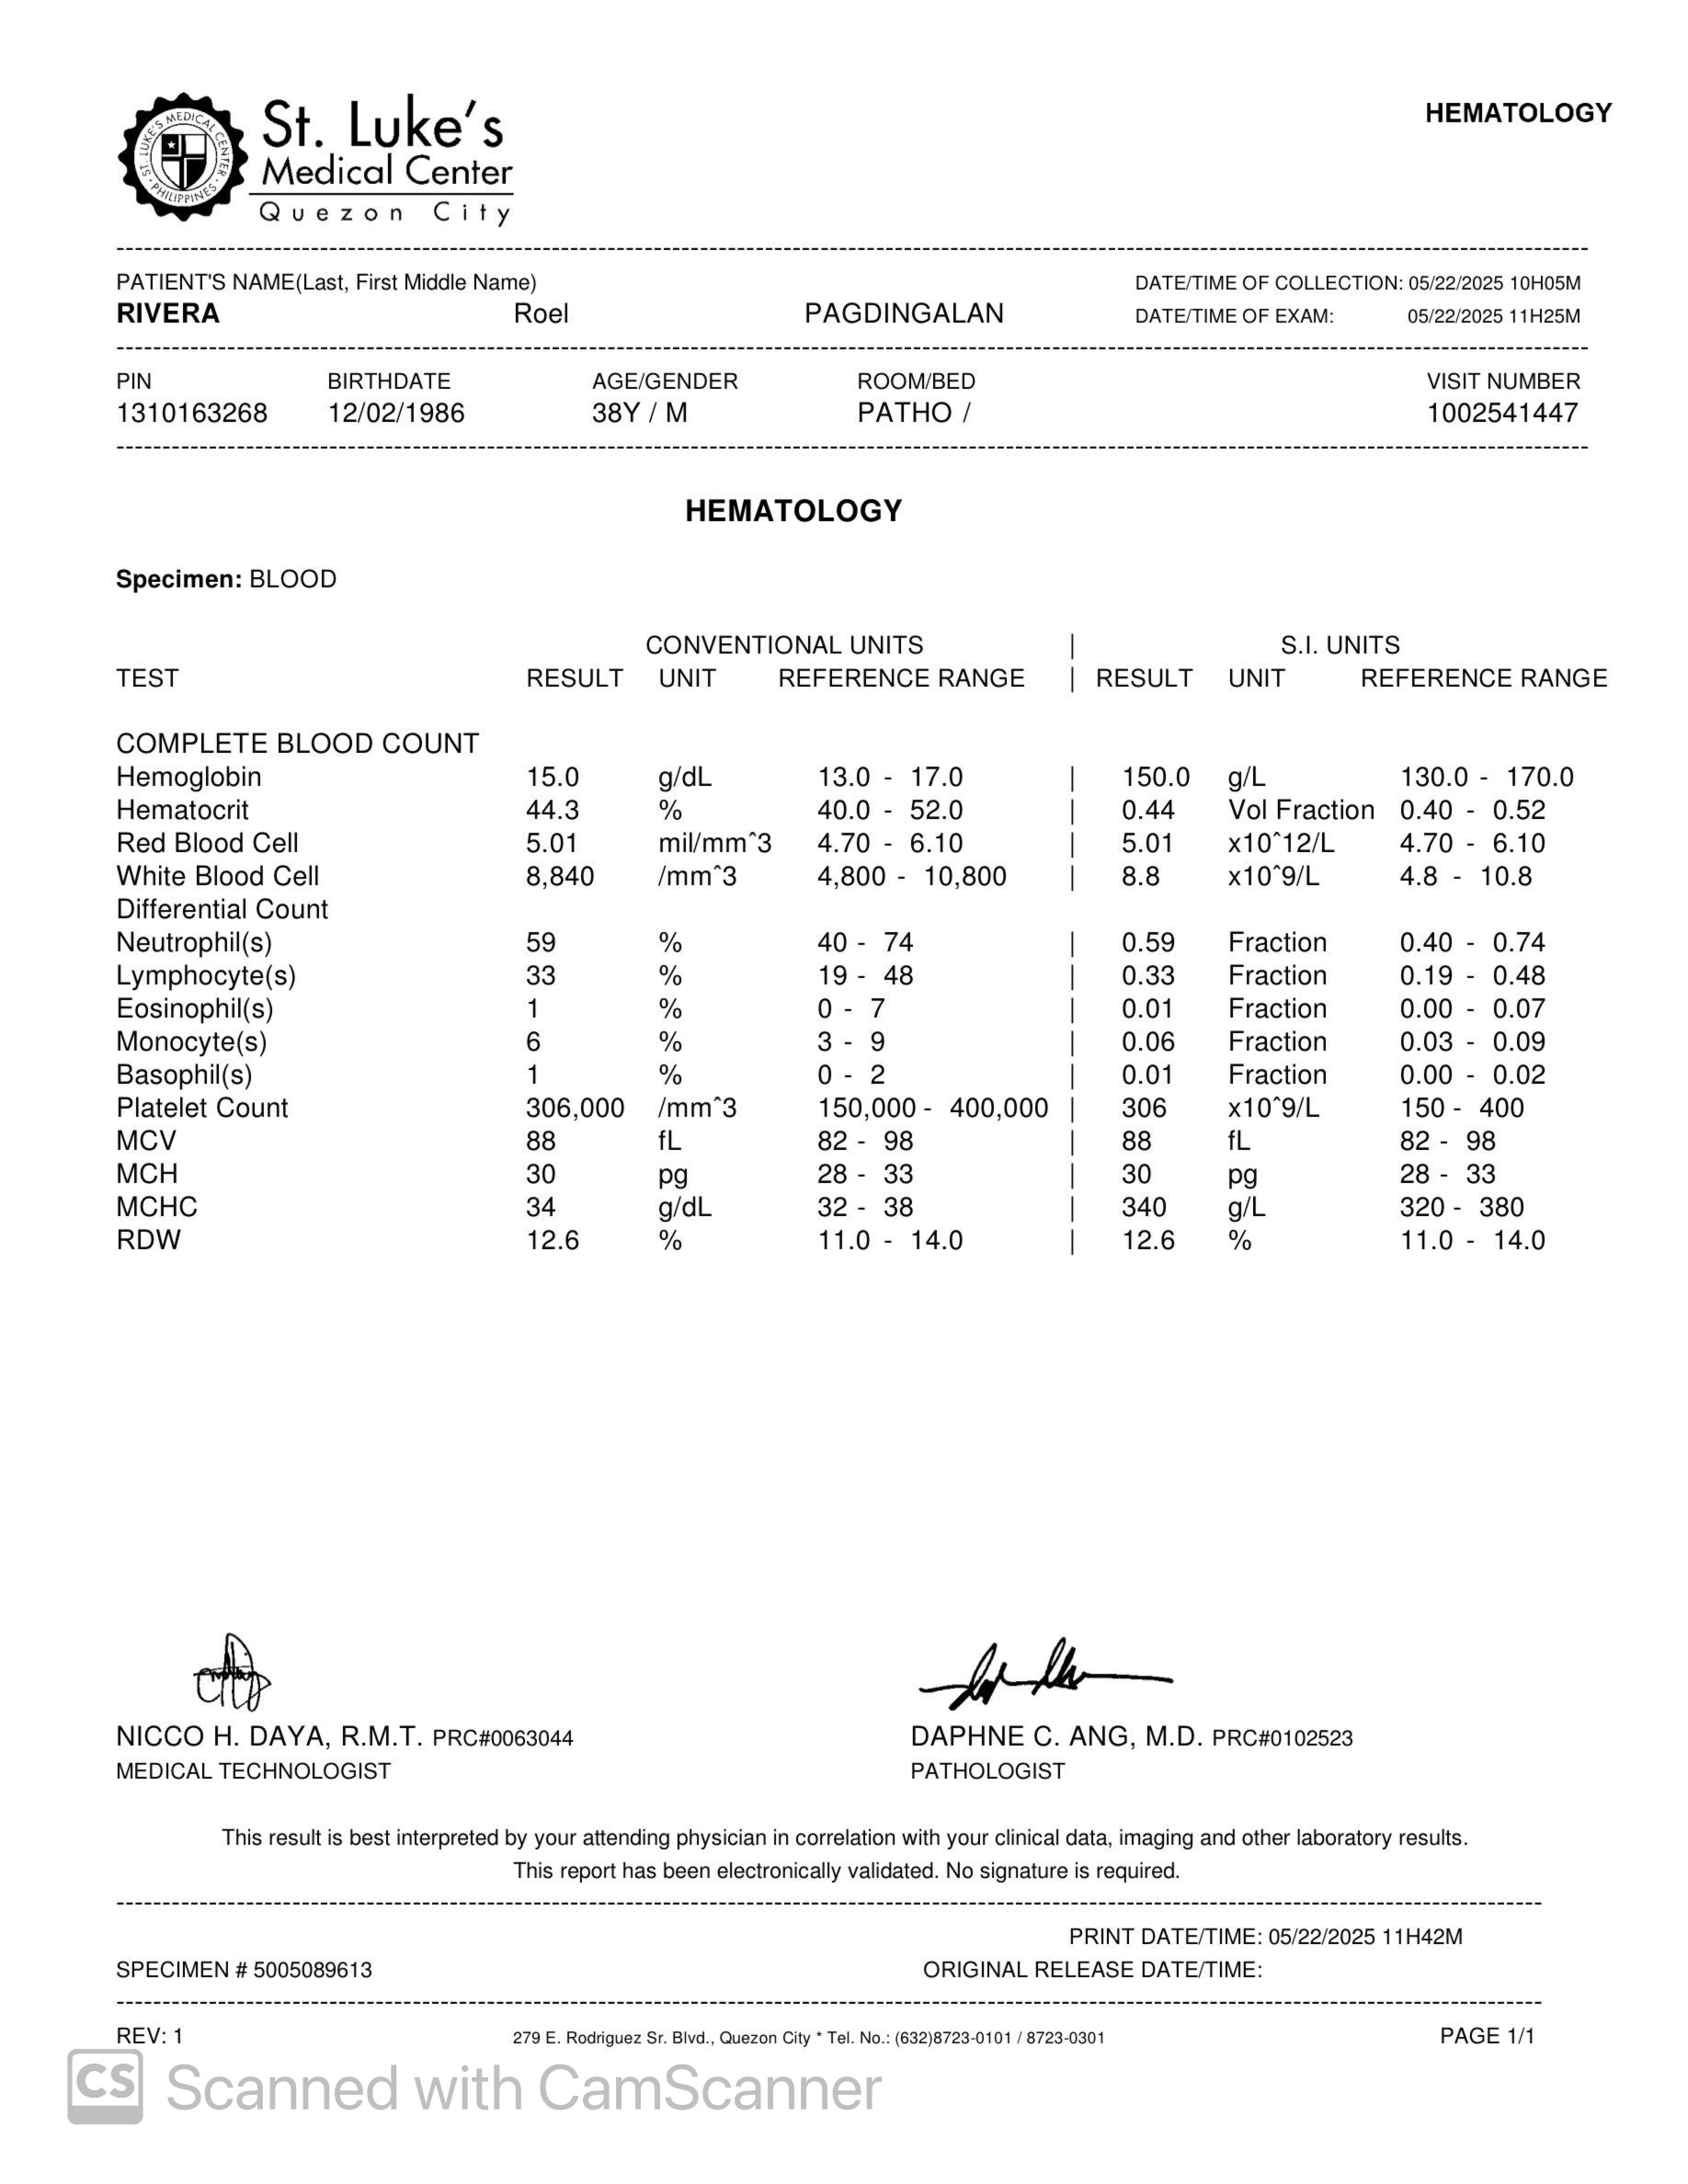 St. Luke's
Medical Center
Quezon City
ST. LUKE'S MEDICAL CENTER
PHILIPPINES
HEMATOLOGY
PATIENT'S NAME(Last, First Middle Name) DATE/TIME OF COLLECTION: 05/22/2025 10H05M
RIVERA Roel PAGDINGALAN DATE/TIME OF EXAM: 05/22/2025 11H25M
PIN BIRTHDATE AGE/GENDER ROOM/BED VISIT NUMBER
1310163268 12/02/1986 38Y / M PATHO / 1002541447
HEMATOLOGY
Specimen: BLOOD
CONVENTIONAL UNITS | S.I. UNITS
TEST RESULT UNIT REFERENCE RANGE | RESULT UNIT REFERENCE RANGE
COMPLETE BLOOD COUNT
Hemoglobin 15.0 g/dL 13.0 - 17.0 | 150.0 g/L 130.0 - 170.0
Hematocrit 44.3 % 40.0 - 52.0 | 0.44 Vol Fraction 0.40 - 0.52
Red Blood Cell 5.01 mil/mm^3 4.70 - 6.10 | 5.01 x10^12/L 4.70 - 6.10
White Blood Cell 8,840 /mm^3 4,800 - 10,800 | 8.8 x10^9/L 4.8 - 10.8
Differential Count
Neutrophil(s) 59 % 40 - 74 | 0.59 Fraction 0.40 - 0.74
Lymphocyte(s) 33 % 19 - 48 | 0.33 Fraction 0.19 - 0.48
Eosinophil(s) 1 % 0 - 7 | 0.01 Fraction 0.00 - 0.07
Monocyte(s) 6 % 3 - 9 | 0.06 Fraction 0.03 - 0.09
Basophil(s) 1 % 0 - 2 | 0.01 Fraction 0.00 - 0.02
Platelet Count 306,000 /mm^3 150,000 - 400,000 | 306 x10^9/L 150 - 400
MCV 88 fL 82 - 98 | 88 fL 82 - 98
MCH 30 pg 28 - 33 | 30 pg 28 - 33
MCHC 34 g/dL 32 - 38 | 340 g/L 320 - 380
RDW 12.6 % 11.0 - 14.0 | 12.6 % 11.0 - 14.0
NICCO H. DAYA, R.M.T. PRC#0063044 DAPHNE C. ANG, M.D. PRC#0102523
MEDICAL TECHNOLOGIST PATHOLOGIST
This result is best interpreted by your attending physician in correlation with your clinical data, imaging and other laboratory results.
This report has been electronically validated. No signature is required.
PRINT DATE/TIME: 05/22/2025 11H42M
SPECIMEN # 5005089613 ORIGINAL RELEASE DATE/TIME:
REV: 1 279 E. Rodriguez Sr. Blvd., Quezon City * Tel. No.: (632)8723-0101 / 8723-0301 PAGE 1/1
CS Scanned with CamScanner